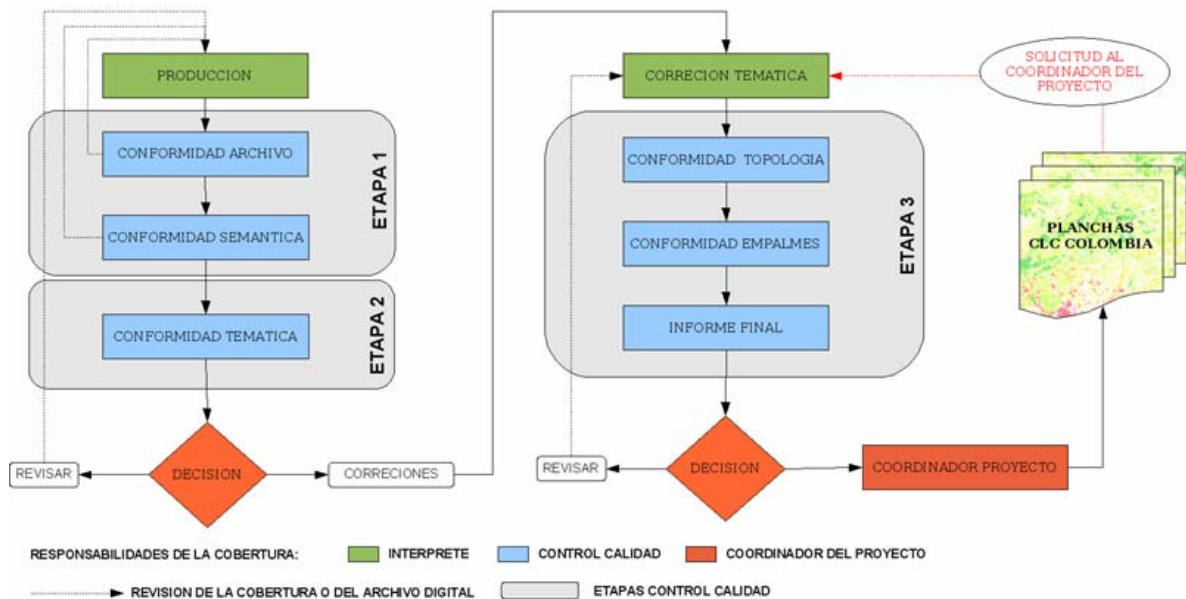 PRODUCCION
CONFORMIDAD ARCHIVO
CONFORMIDAD SEMANTICA
ETAPA 1
CONFORMIDAD TEMATICA
ETAPA 2
REVISAR
DECISION
CORRECIONES
CORRECION TEMATICA
CONFORMIDAD TOPOLOGIA
CONFORMIDAD EMPALMES
INFORME FINAL
ETAPA 3
REVISAR
DECISION
COORDINADOR PROYECTO
SOLICITUD AL
COORDINADOR DEL
PROYECTO
PLANCHAS
CLC COLOMBIA
RESPONSABILIDADES DE LA COBERTURA:
INTERPRETE
CONTROL CALIDAD
COORDINADOR DEL PROYECTO
REVISION DE LA COBERTURA O DEL ARCHIVO DIGITAL
ETAPAS CONTROL CALIDAD